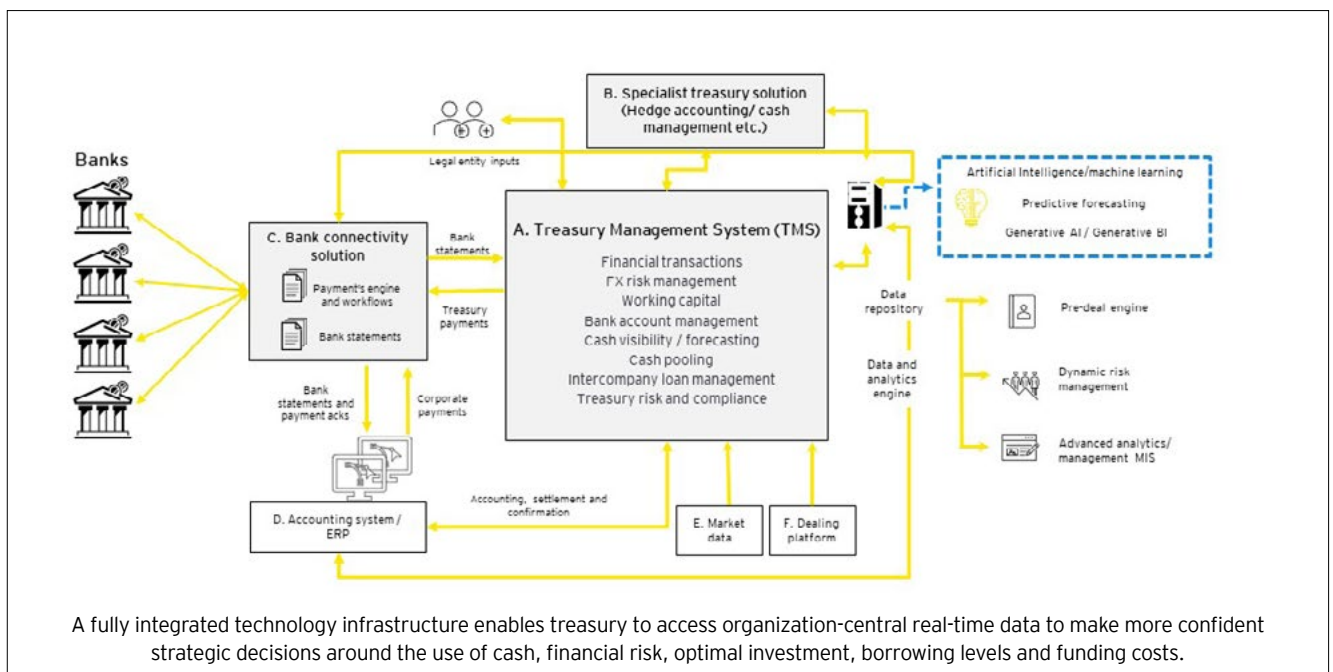 B. Specialist treasury solution
(Hedge accounting/ cash
management etc.)
Legal entity inputs
Banks
Artificial Intelligence/machine learning
Predictive forecasting
Generative AI / Generative BI
C. Bank connectivity
solution
Payment's engine
and workflows
Bank statements
Bank
statements
Treasury
payments
A. Treasury Management System (TMS)
Financial transactions
FX risk management
Working capital
Bank account management
Cash visibility / forecasting
Cash pooling
Intercompany loan management
Treasury risk and compliance
Data
repository
Data and
analytics
engine
Pre-deal engine
Dynamic risk
management
Advanced analytics/
management MIS
Bank
statements and
payment acks
Corporate
payments
D. Accounting system /
ERP
Accounting, settlement and
confirmation
E. Market
data
F. Dealing
platform
A fully integrated technology infrastructure enables treasury to access organization-central real-time data to make more confident
strategic decisions around the use of cash, financial risk, optimal investment, borrowing levels and funding costs.